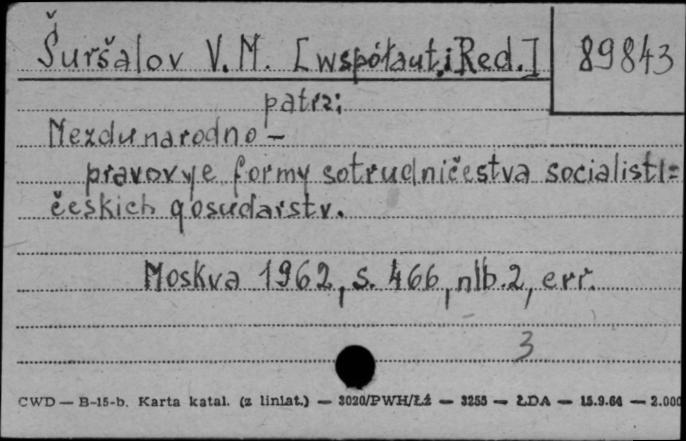 Šuršalov V.M. [współaut.i Red.]
89843
patrz:
Mezdunarodno-
pravovye formy sotrudničestva socialisti=
českich gosudarstv.
Moskva 1962, s. 466, nlb. 2, err.
3
CWD — B-15-b. Karta katal. (z liniat.) — 3020/PWH/Łź — 3255 — ŁDA — 15.9.64 — 2.000